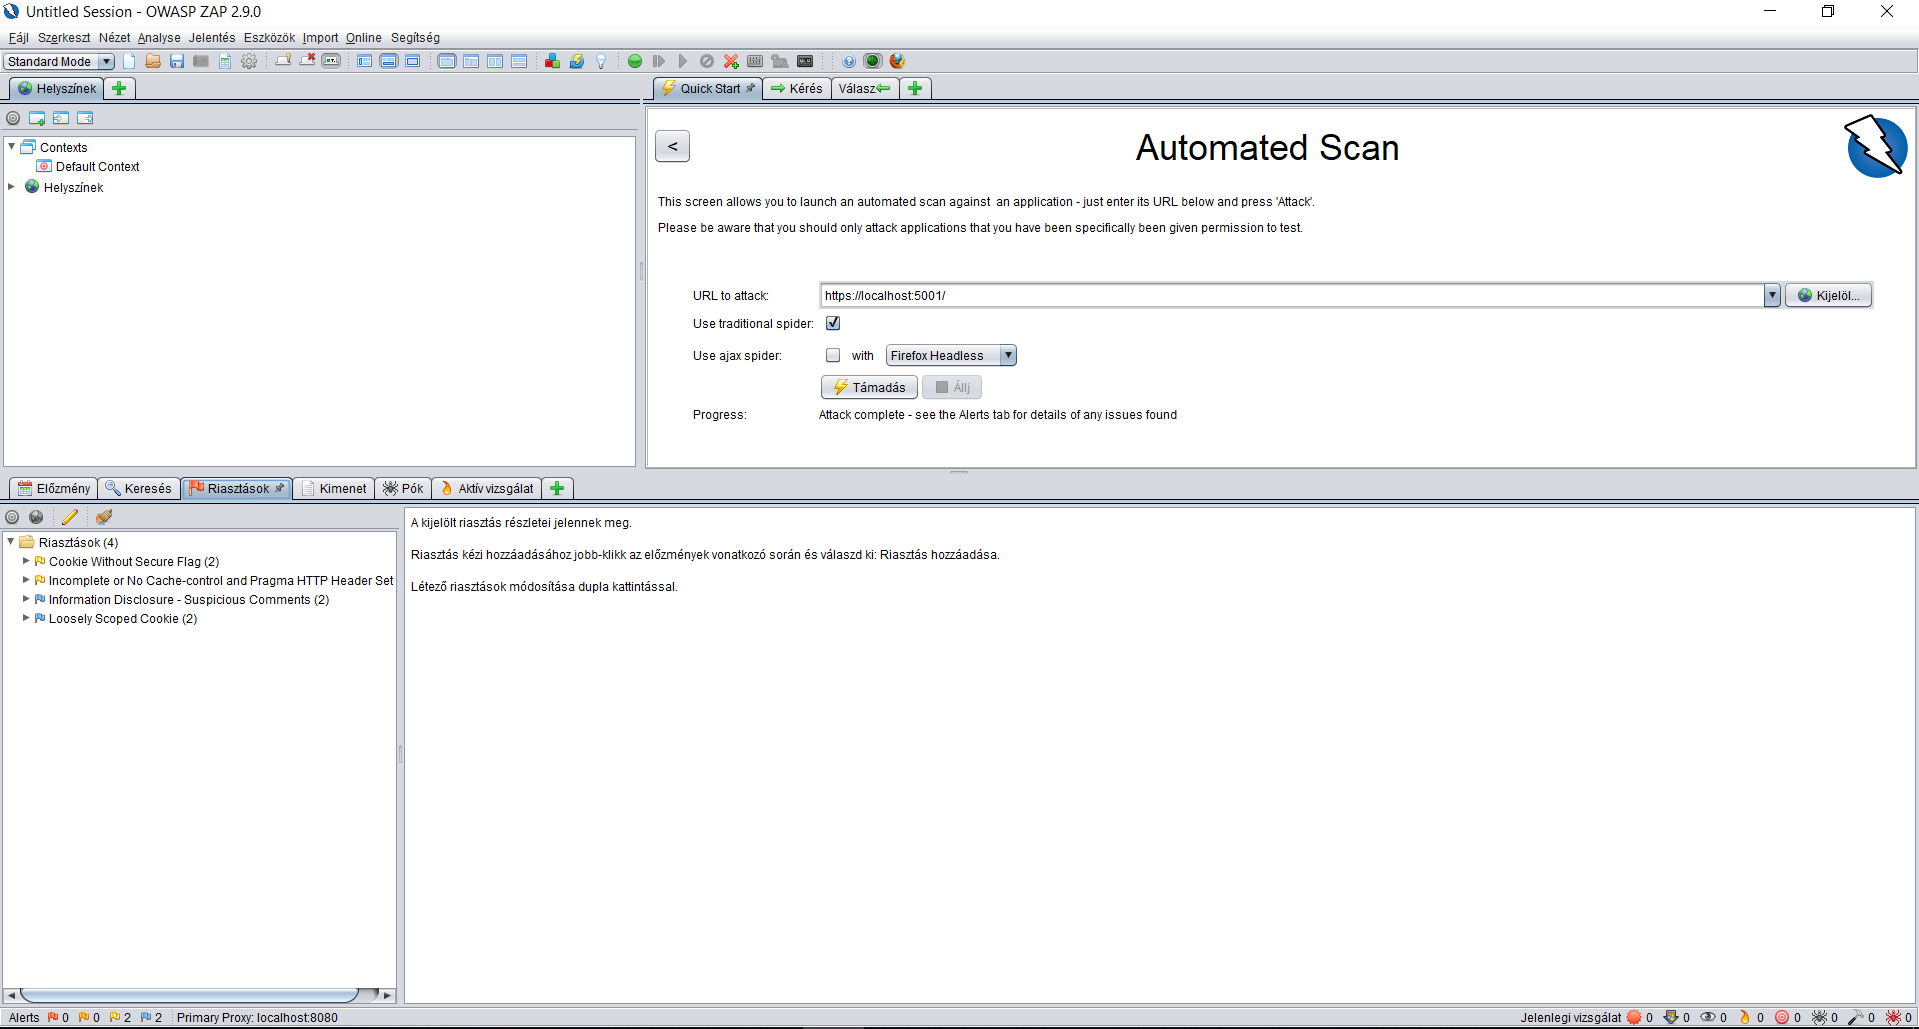 Untitled Session - OWASP ZAP 2.9.0
Fájl Szerkeszt Nézet Analyse Jelentés Eszközök Import Online Segítség
Standard Mode
Helyszínek
Quick Start Kérés Válasz
Contexts
Default Context
Helyszínek
<
Automated Scan
This screen allows you to launch an automated scan against an application - just enter its URL below and press 'Attack'.
Please be aware that you should only attack applications that you have been specifically been given permission to test.
URL to attack: https://localhost:5001/ Kijelöl...
Use traditional spider:
Use ajax spider: with Firefox Headless
Támadás Állj
Progress: Attack complete - see the Alerts tab for details of any issues found
Előzmény Keresés Riasztások Kimenet Pók Aktív vizsgálat
Riasztások (4)
Cookie Without Secure Flag (2)
Incomplete or No Cache-control and Pragma HTTP Header Set
Information Disclosure - Suspicious Comments (2)
Loosely Scoped Cookie (2)
A kijelölt riasztás részletei jelennek meg.
Riasztás kézi hozzáadásához jobb-klikk az előzmények vonatkozó során és válaszd ki: Riasztás hozzáadása.
Létező riasztások módosítása dupla kattintással.
Alerts 0 0 2 2 Primary Proxy: localhost:8080
Jelenlegi vizsgálat 0 0 0 0 0 0 0 0